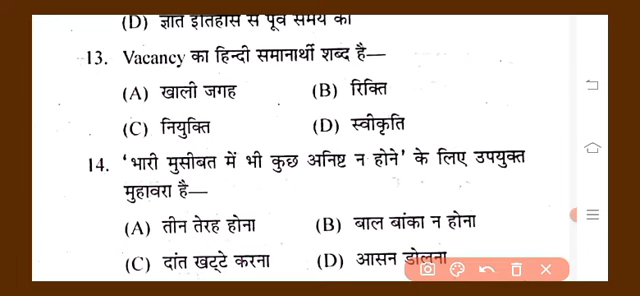 (D) ज्ञात इतिहास से पूर्व समय का
13. Vacancy का हिन्दी समानार्थी शब्द है—
(A) खाली जगह (B) रिक्ति
(C) नियुक्ति (D) स्वीकृति
14. 'भारी मुसीबत में भी कुछ अनिष्ट न होने' के लिए उपयुक्त
मुहावरा है—
(A) तीन तेरह होना (B) बाल बांका न होना
(C) दांत खट्टे करना (D) आसन डोलना